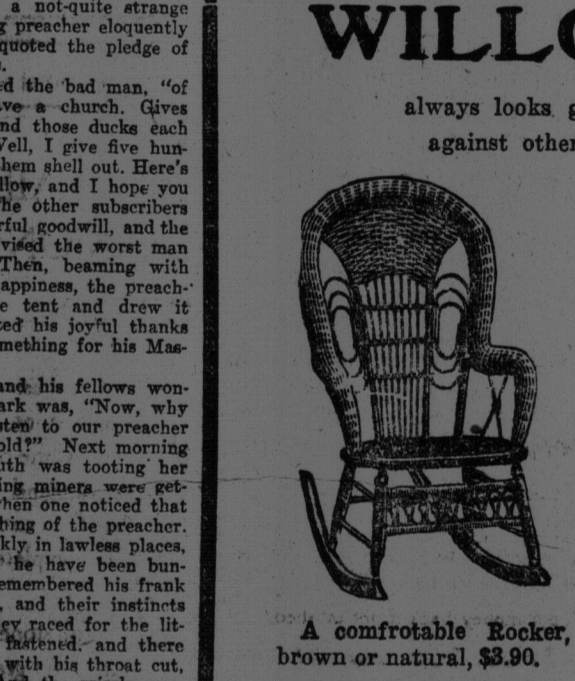 a not-quite strange
preacher eloquently
quoted the pledge of
the bad man, "of
a church. Gives
nd those ducks each
Vell, I give five hun-
hem shell out. Here's
llow, and I hope you
he other subscribers
rful goodwill, and the
vised the worst man
Then, beaming with
appiness, the preach-
e tent and drew it
ted his joyful thanks
mething for his Mas-
and his fellows won-
ark was, "Now, why
sten to our preacher
old?" Next morning
uth was tooting her
ing miners were get-
hen one noticed that
hing of the preacher.
kly in lawless places,
he have been bun-
emembered his frank
, and their instincts
ey raced for the lit-
fastened. and there
with his throat cut,
WILLO
always looks g
against other
A comfrotable Rocker,
brown or natural, $3.90.